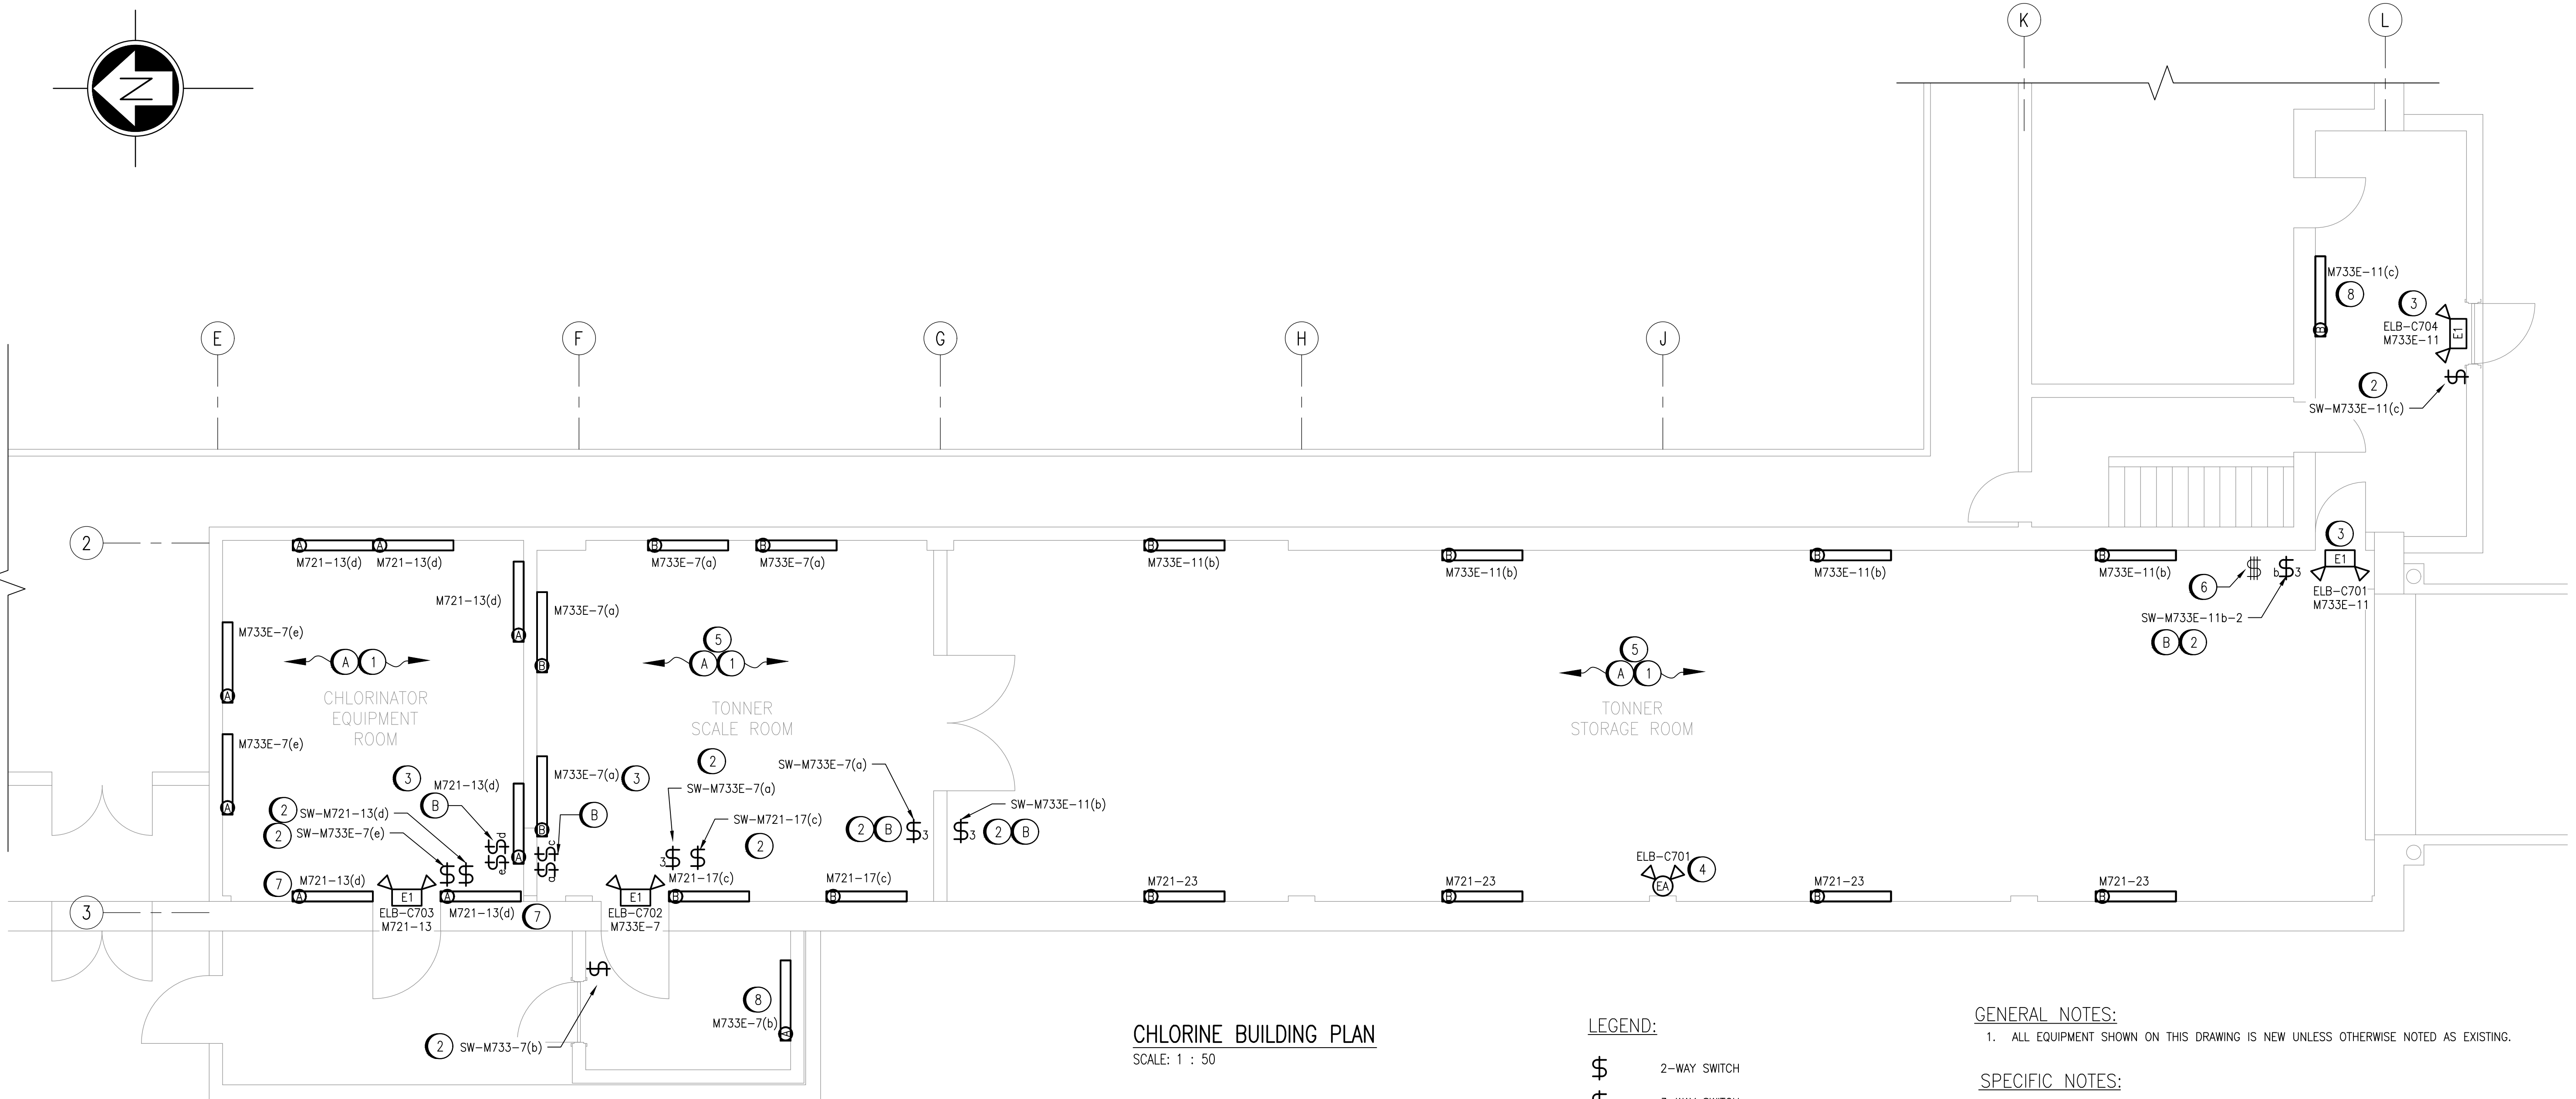 N
K
L
E
F
G
H
J
2
3
M733E-11(c)
8
3
ELB-C704
M733E-11
E1
B
2
SW-M733E-11(c)
A
A
M721-13(d)
M721-13(d)
B
B
M733E-7(a)
M733E-7(a)
B
M733E-11(b)
B
M733E-11(b)
B
M733E-11(b)
B
M733E-11(b)
6
b
3
3
E1
ELB-C701
M733E-11
SW-M733E-11b-2
B
2
M721-13(d)
A
M733E-7(a)
B
M733E-7(e)
A
A
1
CHLORINATOR
EQUIPMENT
ROOM
5
A
1
TONNER
SCALE ROOM
5
A
1
TONNER
STORAGE ROOM
M733E-7(e)
A
3
M721-13(d)
B
2
SW-M721-13(d)
2
SW-M733E-7(e)
d
e
A
M733E-7(a)
3
B
B
c
a
2
SW-M733E-7(a)
SW-M721-17(c)
2
3
SW-M733E-7(a)
2
B
3
SW-M733E-11(b)
3
2
B
7
M721-13(d)
A
E1
ELB-C703
M721-13
A
M721-13(d)
7
E1
ELB-C702
M733E-7
M721-17(c)
B
M721-17(c)
B
M721-23
B
M721-23
B
ELB-C701
4
EA
M721-23
B
M721-23
B
8
M733E-7(b)
A
2
SW-M733-7(b)
CHLORINE BUILDING PLAN
SCALE: 1 : 50
LEGEND:
2-WAY SWITCH
GENERAL NOTES:
1. ALL EQUIPMENT SHOWN ON THIS DRAWING IS NEW UNLESS OTHERWISE NOTED AS EXISTING.
SPECIFIC NOTES: